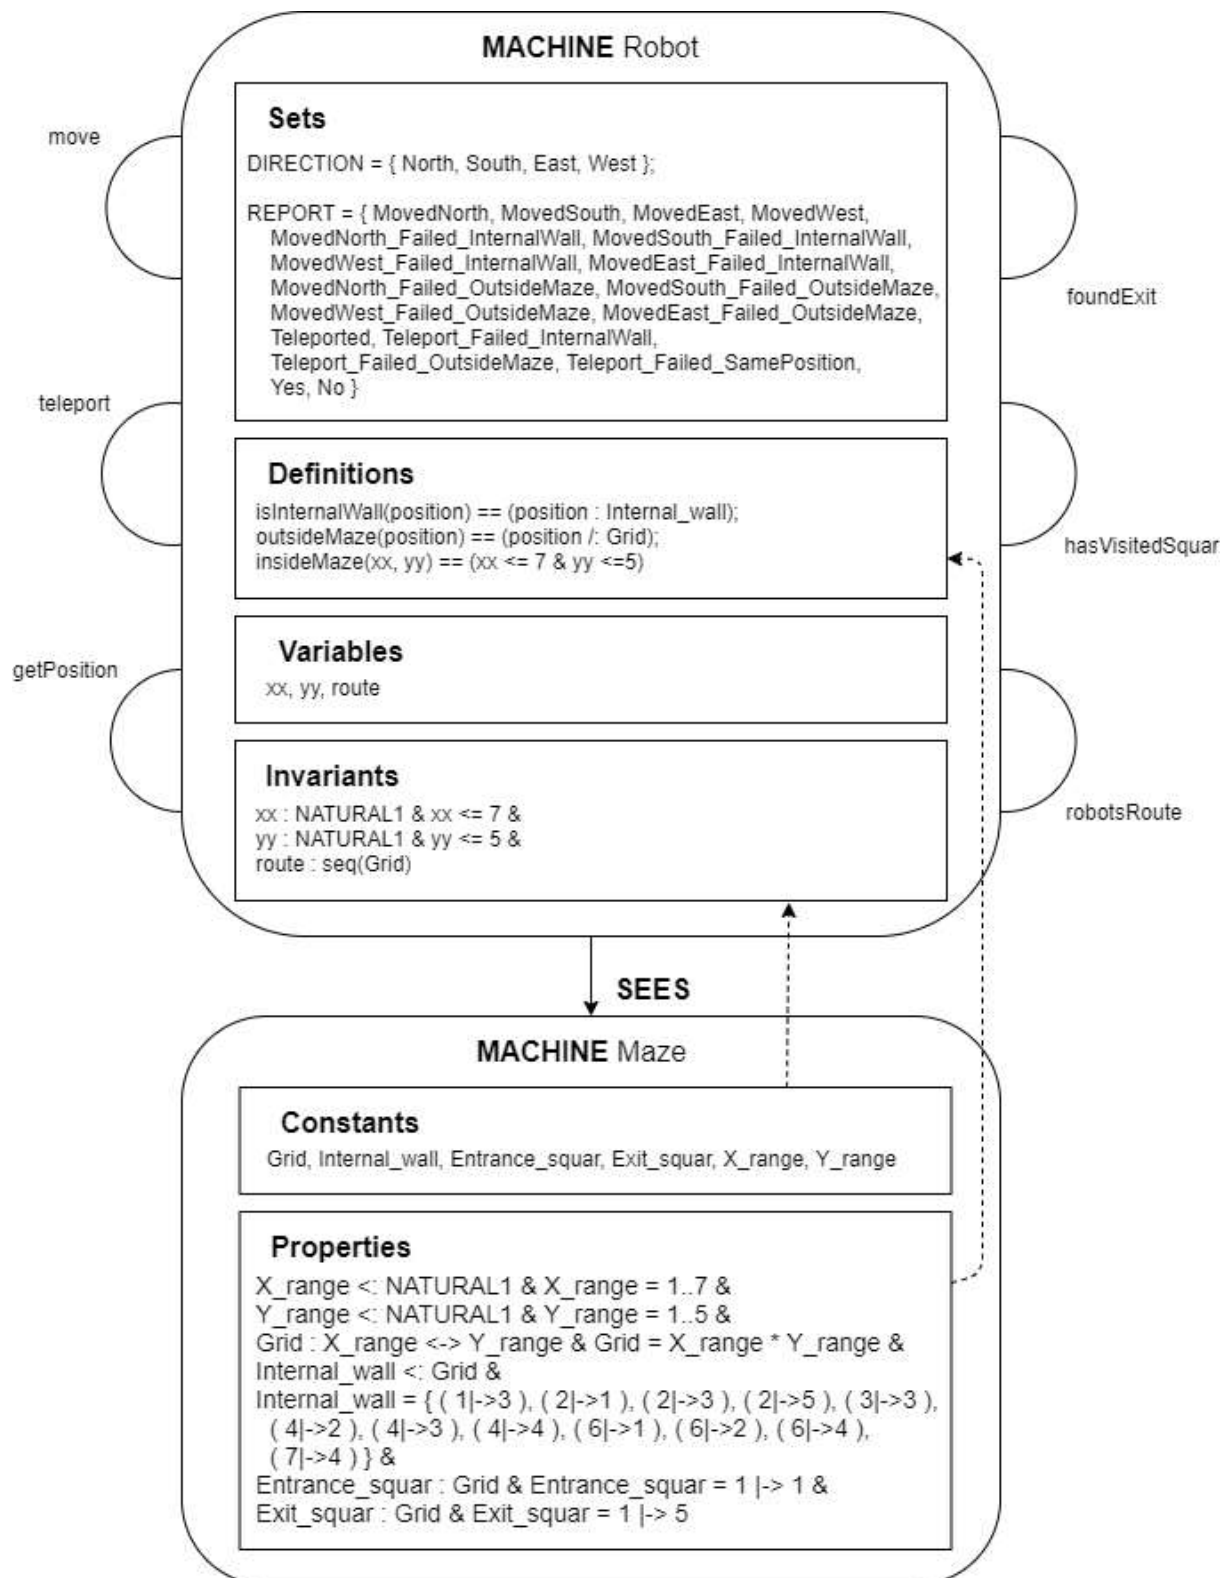 MACHINE Robot
Sets
DIRECTION = { North, South, East, West };
REPORT = { MovedNorth, MovedSouth, MovedEast, MovedWest,
MovedNorth_Failed_InternalWall, MovedSouth_Failed_InternalWall,
MovedWest_Failed_InternalWall, MovedEast_Failed_InternalWall,
MovedNorth_Failed_OutsideMaze, MovedSouth_Failed_OutsideMaze,
MovedWest_Failed_OutsideMaze, MovedEast_Failed_OutsideMaze,
Teleported, Teleport_Failed_InternalWall,
Teleport_Failed_OutsideMaze, Teleport_Failed_SamePosition,
Yes, No }
move
teleport
getPosition
foundExit
hasVisitedSquar
robotsRoute
Definitions
isInternalWall(position) == (position : Internal_wall);
outsideMaze(position) == (position /: Grid);
insideMaze(xx, yy) == (xx <= 7 & yy <=5)
Variables
xx, yy, route
Invariants
xx : NATURAL1 & xx <= 7 &
yy : NATURAL1 & yy <= 5 &
route : seq(Grid)
SEES
MACHINE Maze
Constants
Grid, Internal_wall, Entrance_squar, Exit_squar, X_range, Y_range
Properties
X_range <: NATURAL1 & X_range = 1..7 &
Y_range <: NATURAL1 & Y_range = 1..5 &
Grid : X_range <-> Y_range & Grid = X_range * Y_range &
Internal_wall <: Grid &
Internal_wall = { ( 1|->3 ), ( 2|->1 ), ( 2|->3 ), ( 2|->5 ), ( 3|->3 ),
( 4|->2 ), ( 4|->3 ), ( 4|->4 ), ( 6|->1 ), ( 6|->2 ), ( 6|->4 ),
( 7|->4 ) } &
Entrance_squar : Grid & Entrance_squar = 1 |-> 1 &
Exit_squar : Grid & Exit_squar = 1 |-> 5